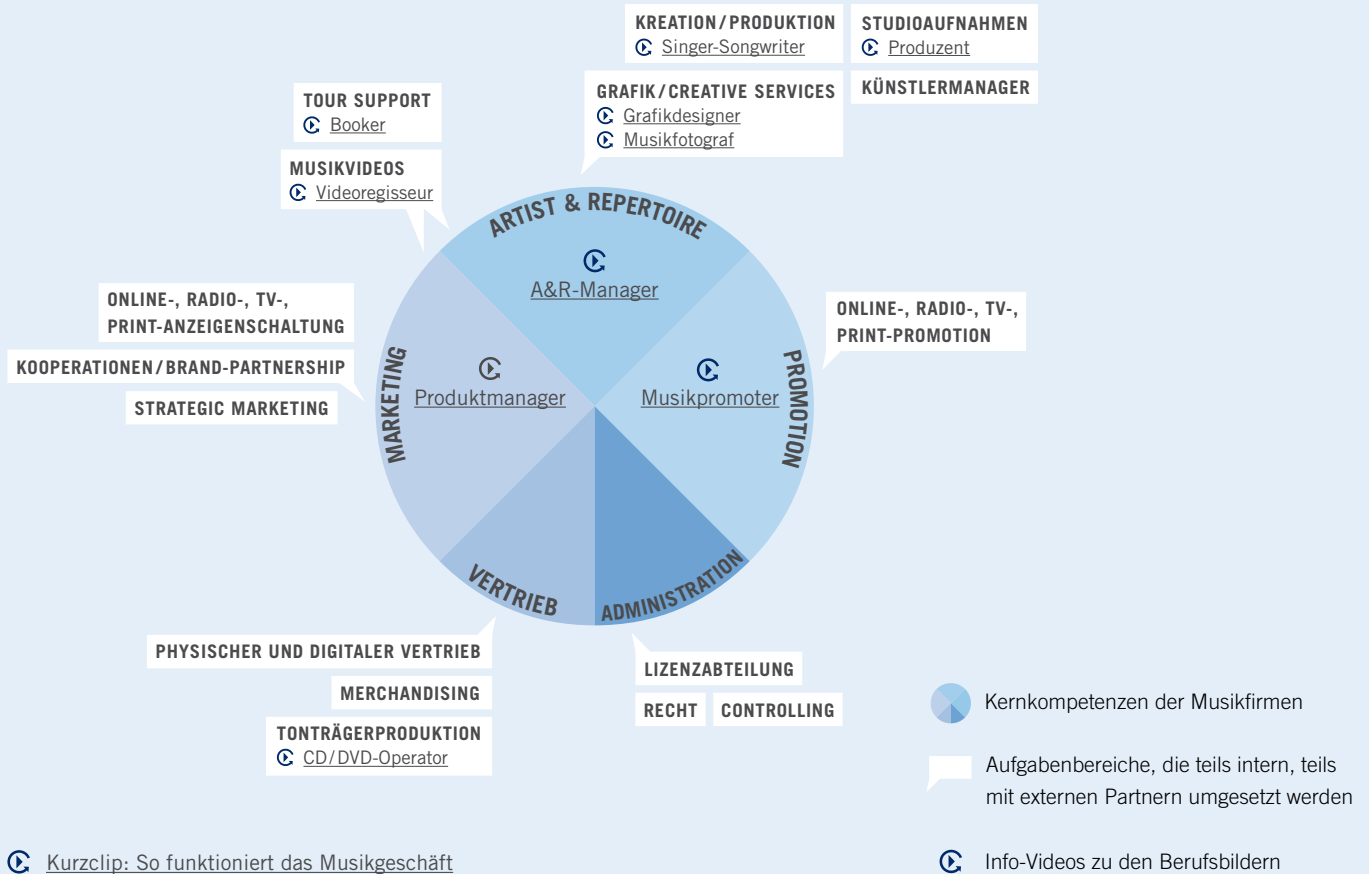 KREATION/PRODUKTION
Singer-Songwriter
STUDIOAUFNAHMEN
Produzent
GRAFIK/CREATIVE SERVICES
Grafikdesigner
Musikfotograf
KÜNSTLERMANAGER
TOUR SUPPORT
Booker
MUSIKVIDEOS
Videoregisseur
ARTIST & REPERTOIRE
A&R-Manager
ONLINE-, RADIO-, TV-,
PRINT-ANZEIGENSCHALTUNG
KOOPERATIONEN/BRAND-PARTNERSHIP
STRATEGIC MARKETING
MARKETING
Produktmanager
Musikpromoter
PROMOTION
ONLINE-, RADIO-, TV-,
PRINT-PROMOTION
VERTRIEB
ADMINISTRATION
PHYSISCHER UND DIGITALER VERTRIEB
MERCHANDISING
TONTRÄGERPRODUKTION
CD/DVD-Operator
LIZENZABTEILUNG
RECHT
CONTROLLING
Kernkompetenzen der Musikfirmen
Aufgabenbereiche, die teils intern, teils
mit externen Partnern umgesetzt werden
Kurzclip: So funktioniert das Musikgeschäft
Info-Videos zu den Berufsbildern